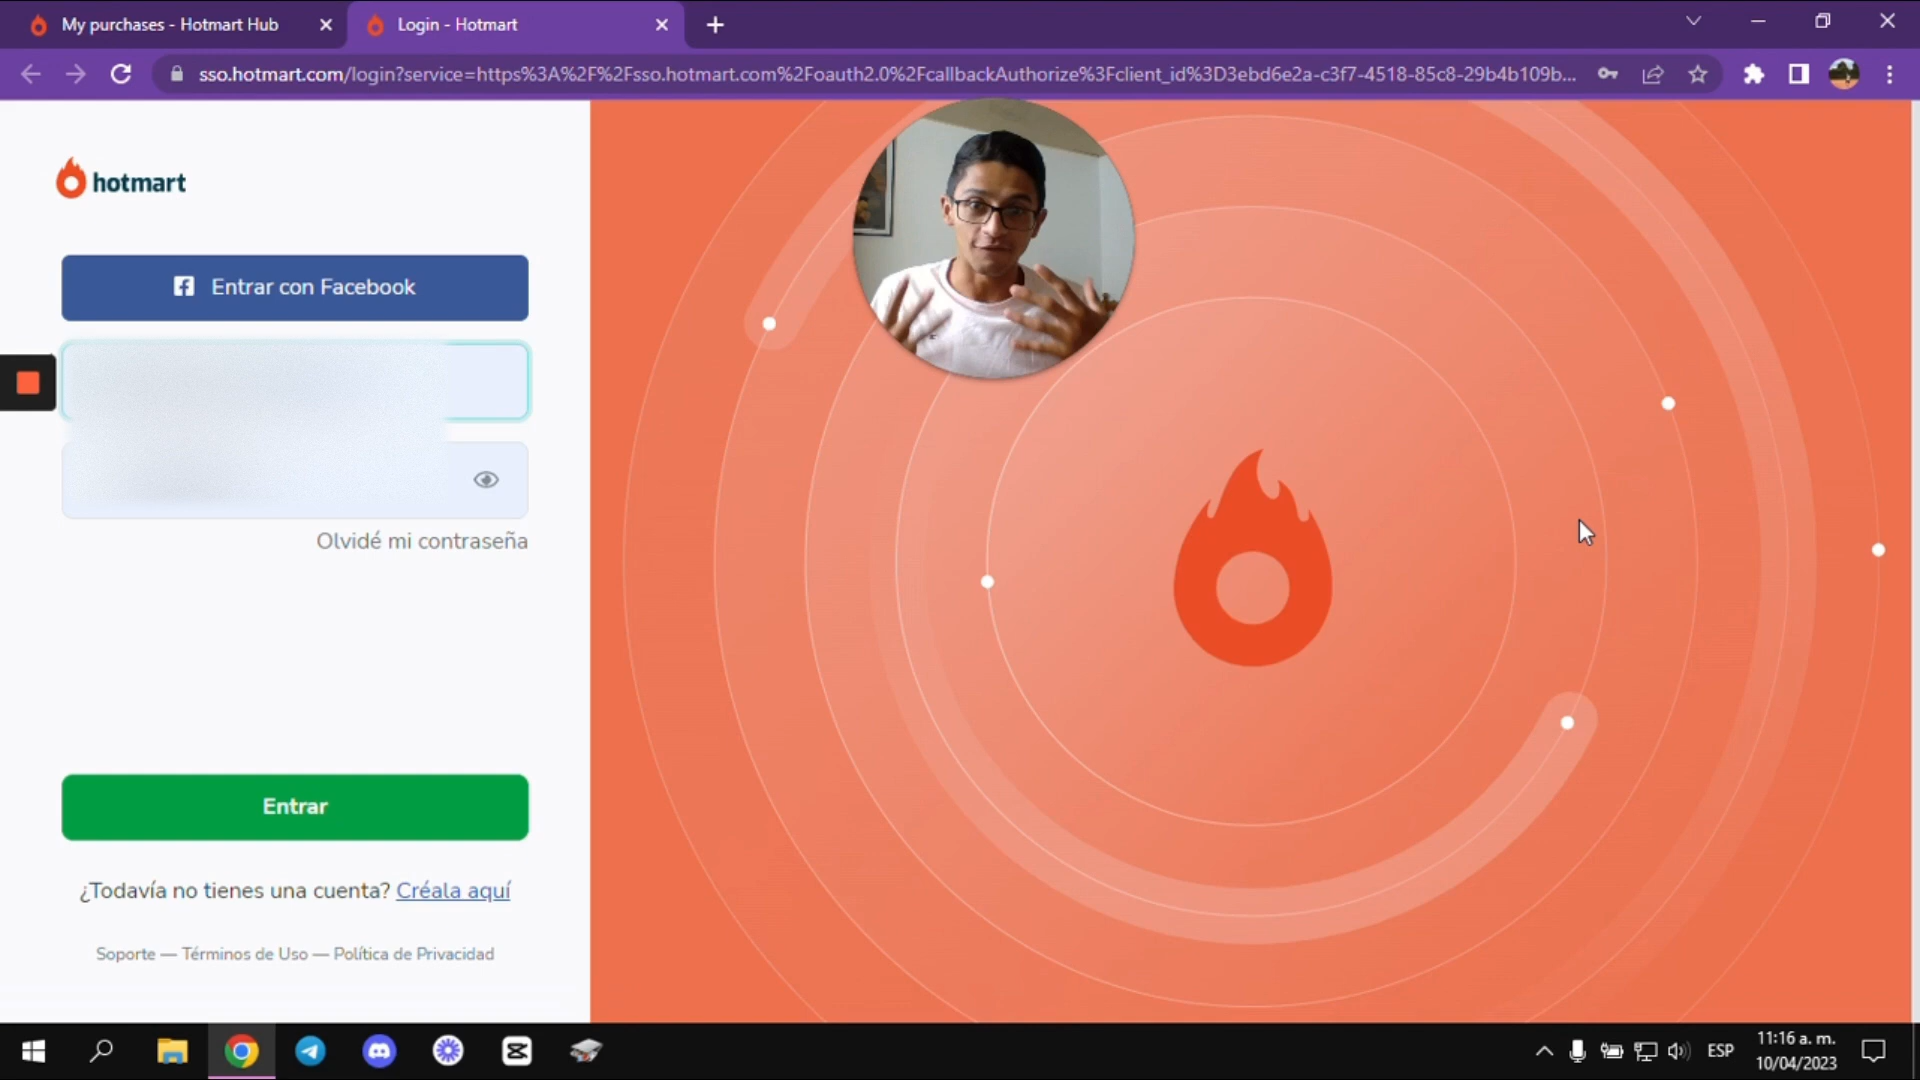 My purchases - Hotmart Hub
Login - Hotmart
sso.hotmart.com/login?service=https%3A%2F%2Fsso.hotmart.com%2Foauth2.0%2FcallbackAuthorize%3Fclient_id%3D3ebd6e2a-c3f7-4518-85c8-29b4b109b...
hotmart
Entrar con Facebook
Olvidé mi contraseña
Entrar
¿Todavía no tienes una cuenta? Créala aquí
Soporte — Términos de Uso — Política de Privacidad
ESP
11:16 a. m.
10/04/2023